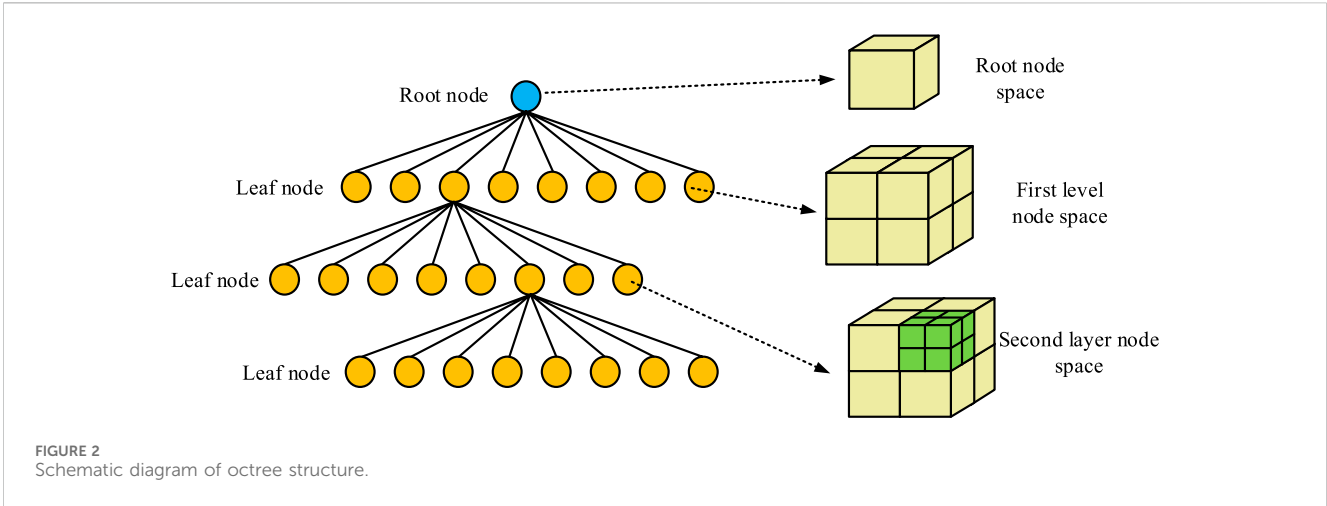 Root node
Root node
space
Leaf node
First level
node space
Leaf node
Second layer node
space
Leaf node
FIGURE 2
Schematic diagram of octree structure.